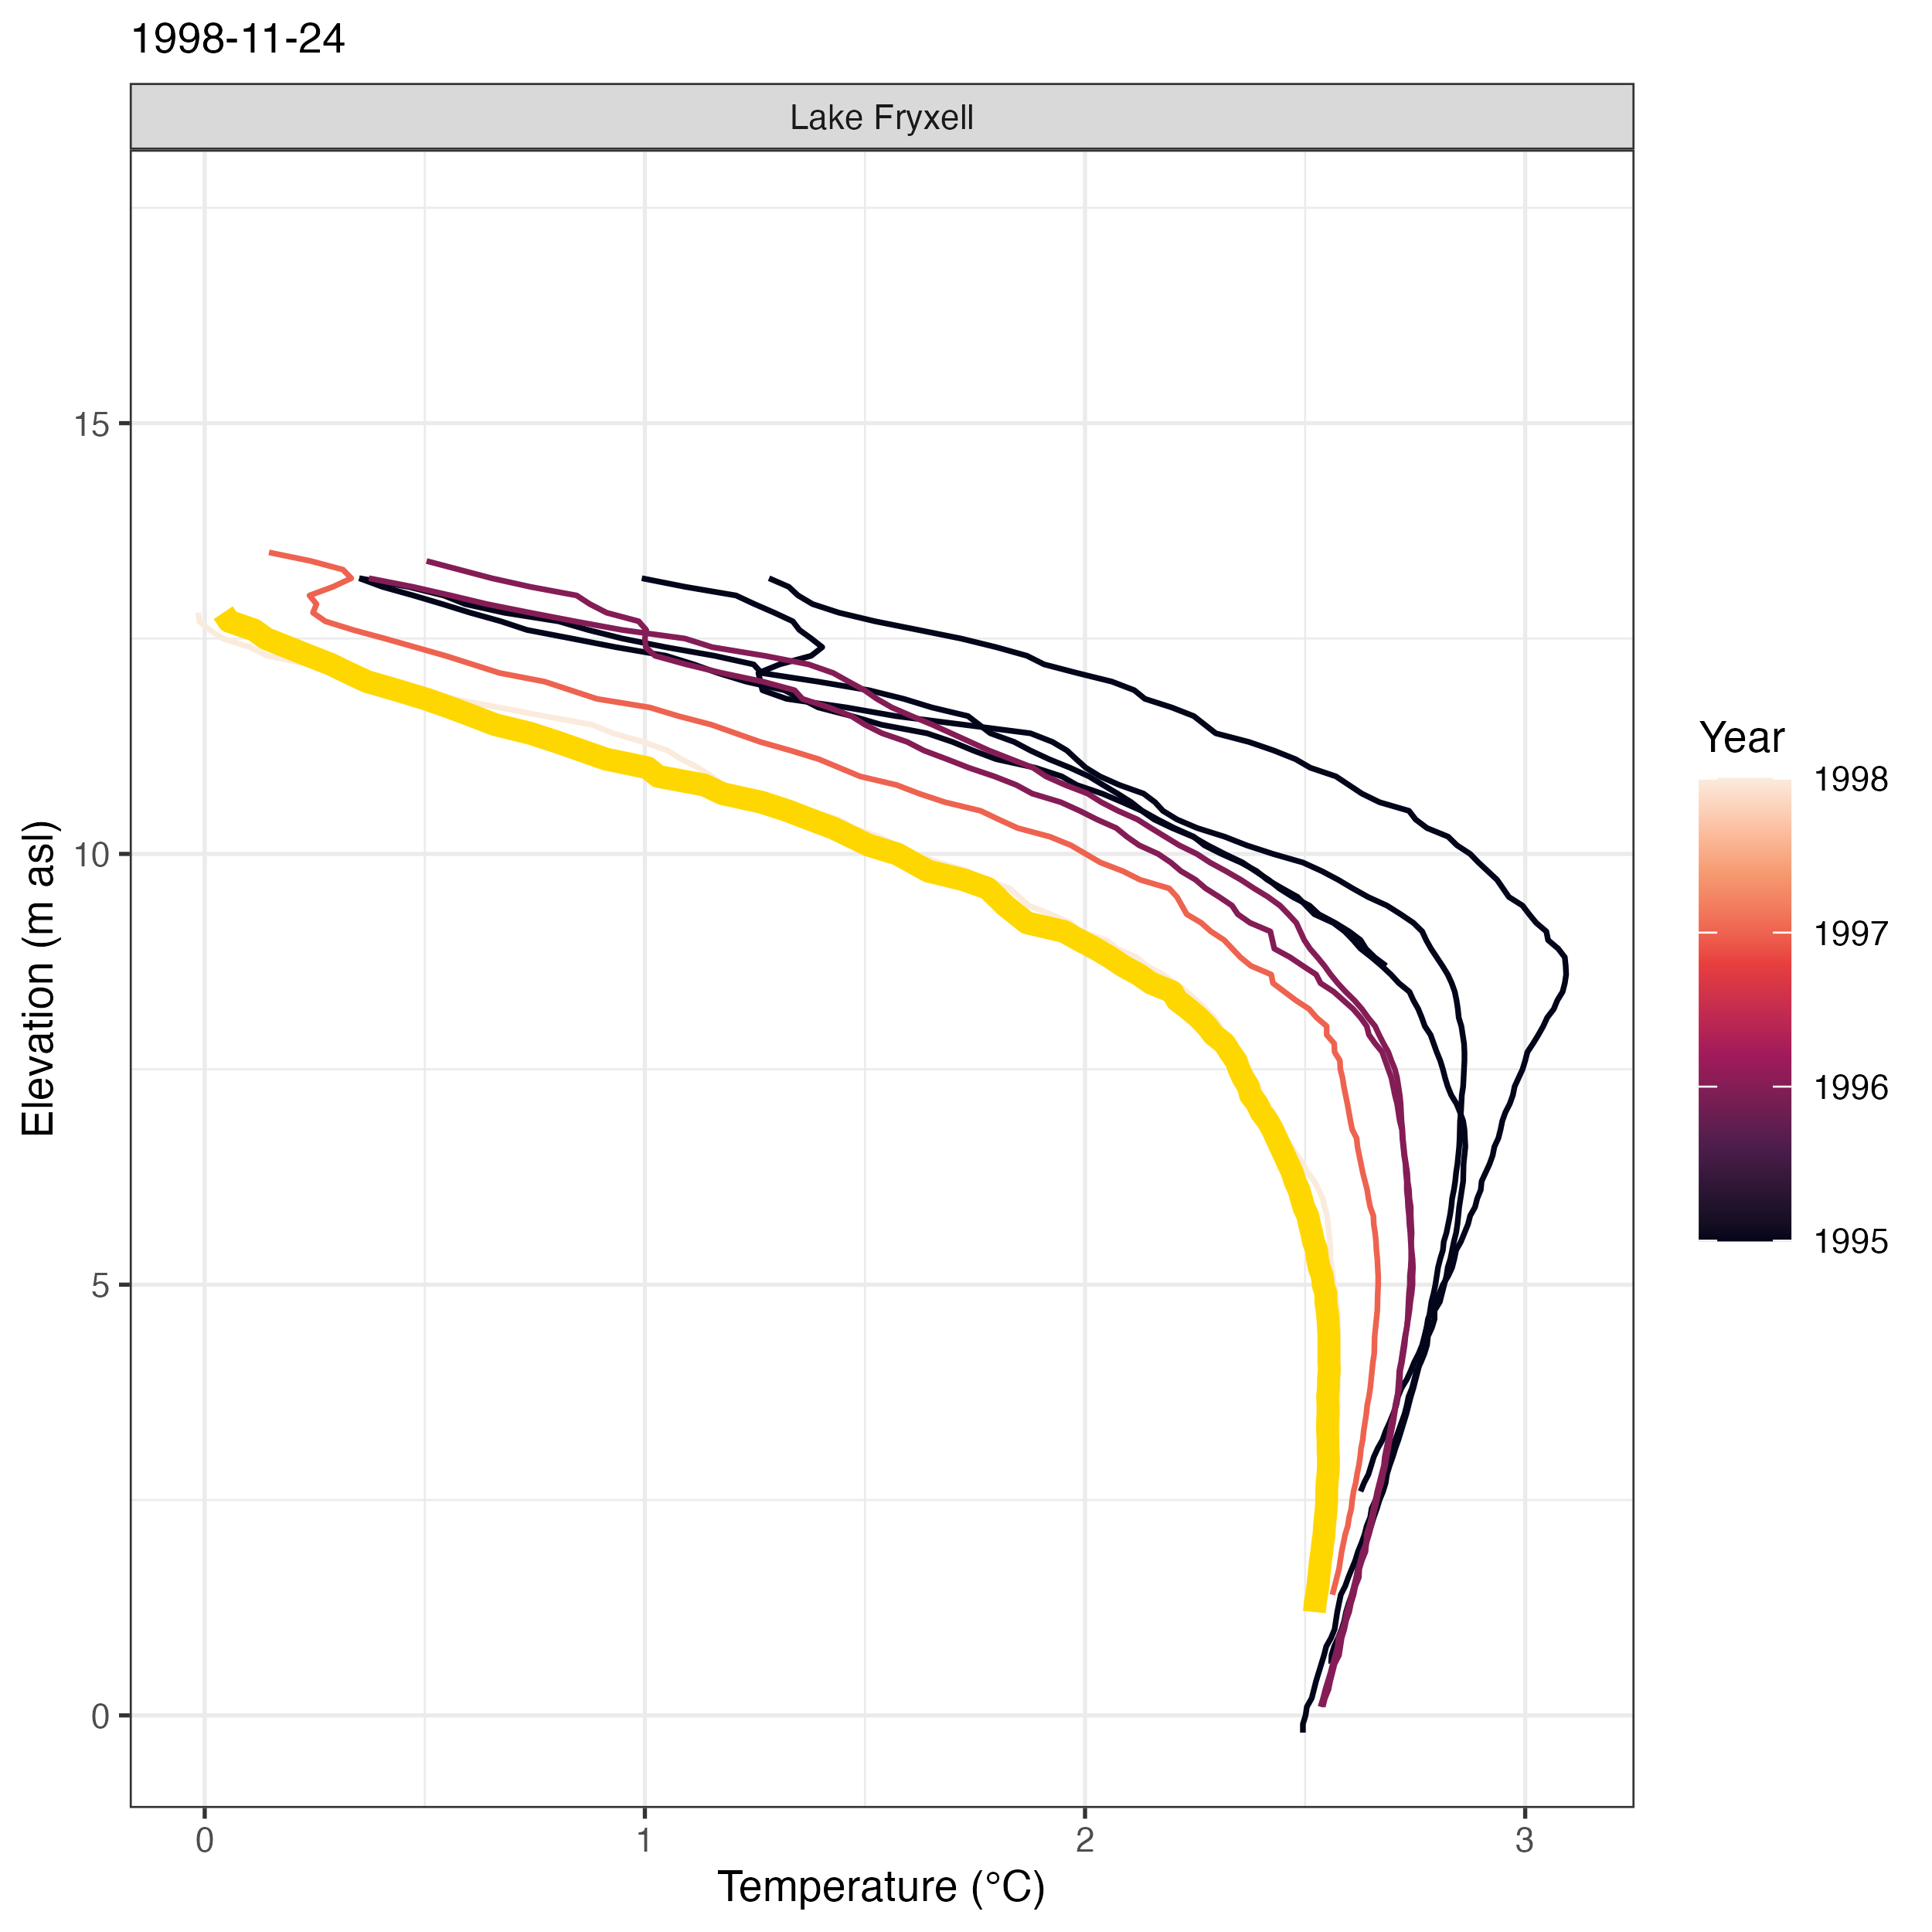 1998-11-24
Lake Fryxell
15
10
5
0
Elevation (m asl)
0 1 2 3
Temperature (°C)
Year
1998
1997
1996
1995